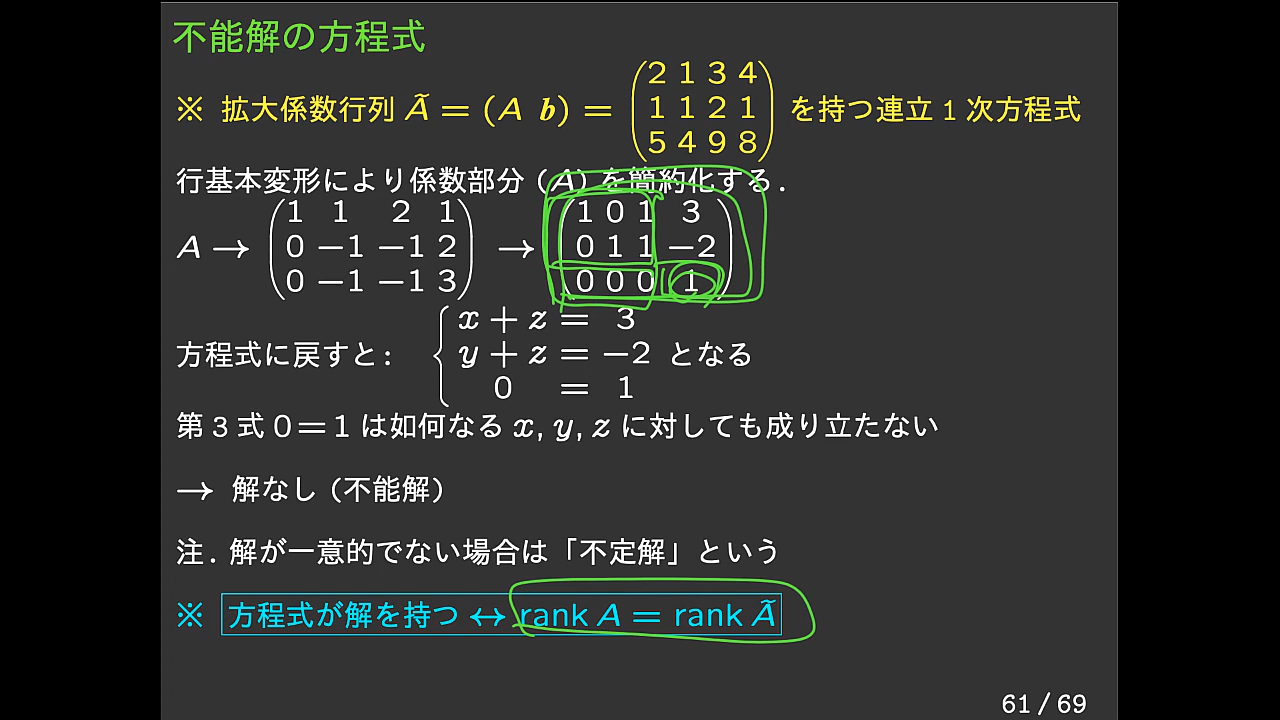 不能解の方程式
※ 拡大係数行列 Ã = (A b) = (2 1 3 4
1 1 2 1
5 4 9 8) を持つ連立 1 次方程式
行基本変形により係数部分 (A) を簡約化する.
A → (1 1 2 1
0 −1 −1 2
0 −1 −1 3) → (1 0 1 3
0 1 1 −2
0 0 0 1)
方程式に戻すと: { x + z = 3
y + z = −2 となる
0 = 1
第 3 式 0 = 1 は如何なる x, y, z に対しても成り立たない
→ 解なし (不能解)
注. 解が一意的でない場合は「不定解」という
※ 方程式が解を持つ ↔ rank A = rank Ã
61 / 69